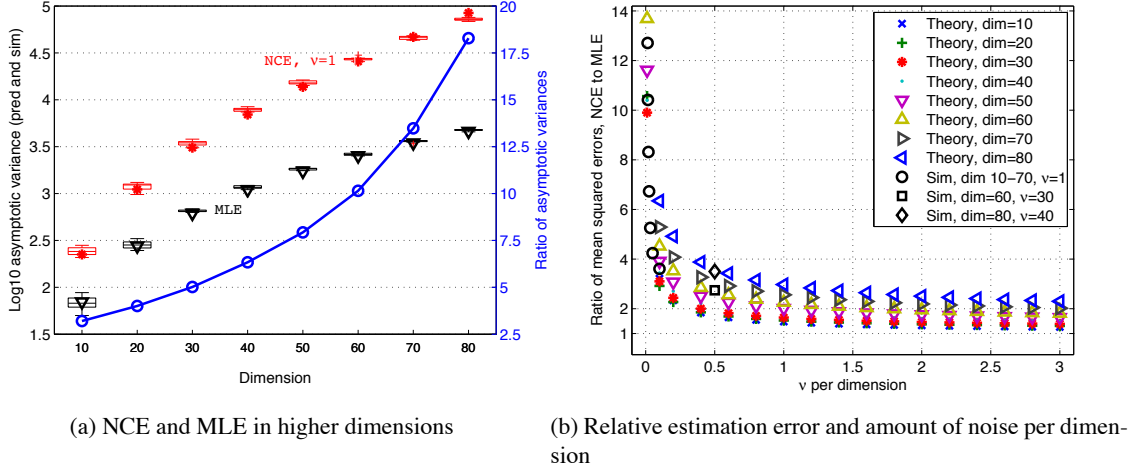 Log10 asymptotic variance (pred and sim)
5
4.5
4
3.5
3
2.5
2
1.5
10 20 30 40 50 60 70 80
Dimension
NCE, ν=1
MLE
20
17.5
15
12.5
10
7.5
5
2.5
Ratio of asymptotic variances
(a) NCE and MLE in higher dimensions
Ratio of mean squared errors, NCE to MLE
14
12
10
8
6
4
2
1
0 0.5 1 1.5 2 2.5 3
ν per dimension
Theory, dim=10
Theory, dim=20
Theory, dim=30
Theory, dim=40
Theory, dim=50
Theory, dim=60
Theory, dim=70
Theory, dim=80
Sim, dim 10−70, ν=1
Sim, dim=60, ν=30
Sim, dim=80, ν=40
(b) Relative estimation error and amount of noise per dimen-
sion